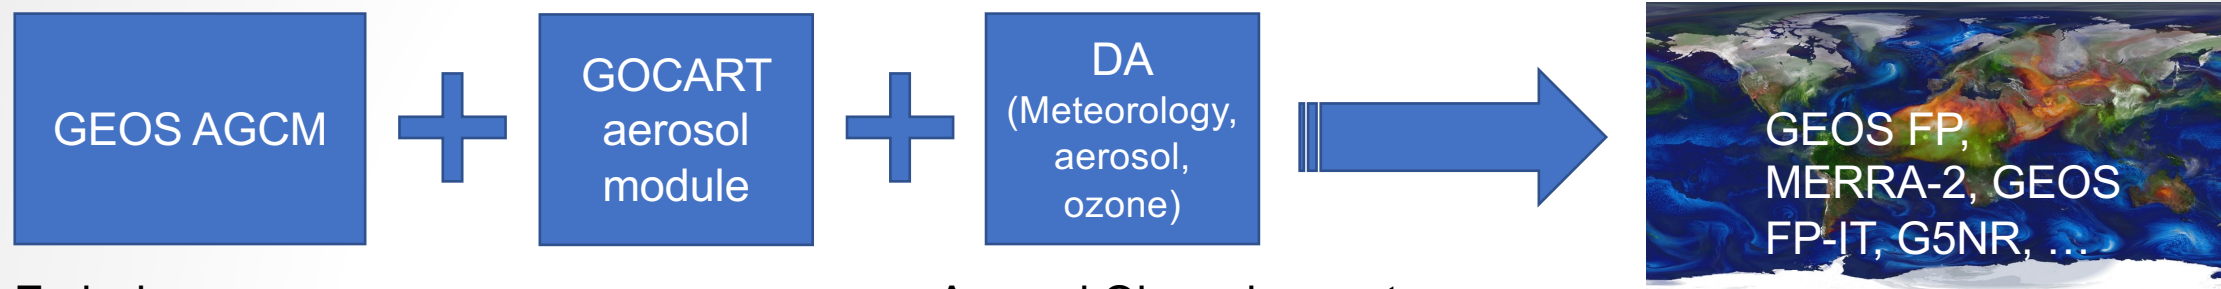 GEOS AGCM
GOCART
aerosol
module
DA
(Meteorology,
aerosol,
ozone)
GEOS FP,
MERRA-2, GEOS
FP-IT, G5NR, ...